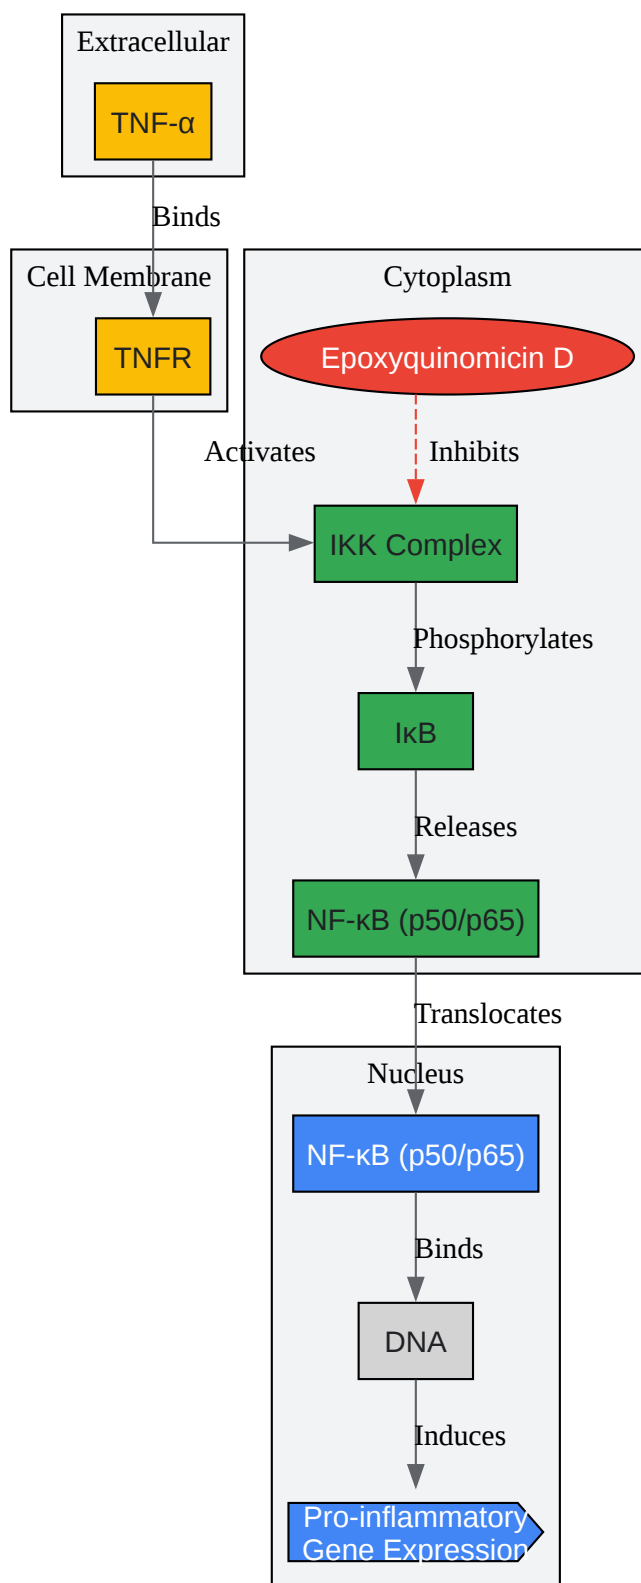 Extracellular
TNF-α
Binds
Cell Membrane
TNFR
Cytoplasm
Epoxyquinomicin D
Activates
Inhibits
IKK Complex
Phosphorylates
IκB
Releases
NF-κB (p50/p65)
Translocates
Nucleus
NF-κB (p50/p65)
Binds
DNA
Induces
Pro-inflammatory
Gene Expression